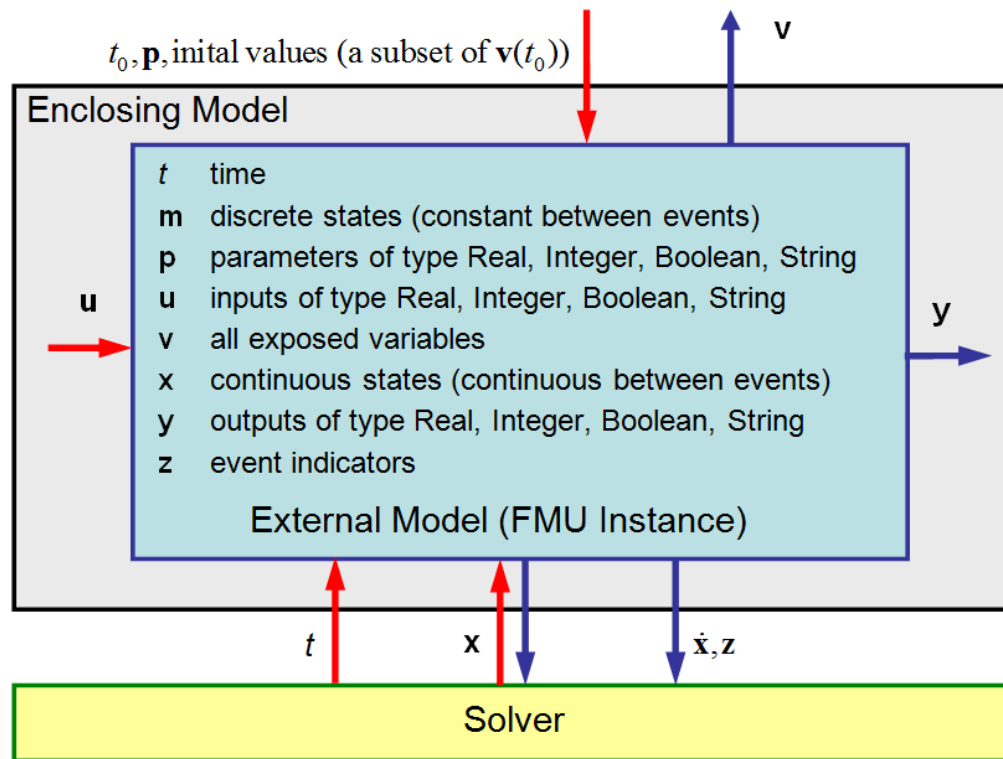 t₀, p, inital values (a subset of v(t₀))
v
Enclosing Model
t time
m discrete states (constant between events)
p parameters of type Real, Integer, Boolean, String
u inputs of type Real, Integer, Boolean, String
v all exposed variables
x continuous states (continuous between events)
y outputs of type Real, Integer, Boolean, String
z event indicators
External Model (FMU Instance)
u
y
t
x
ẋ, z
Solver